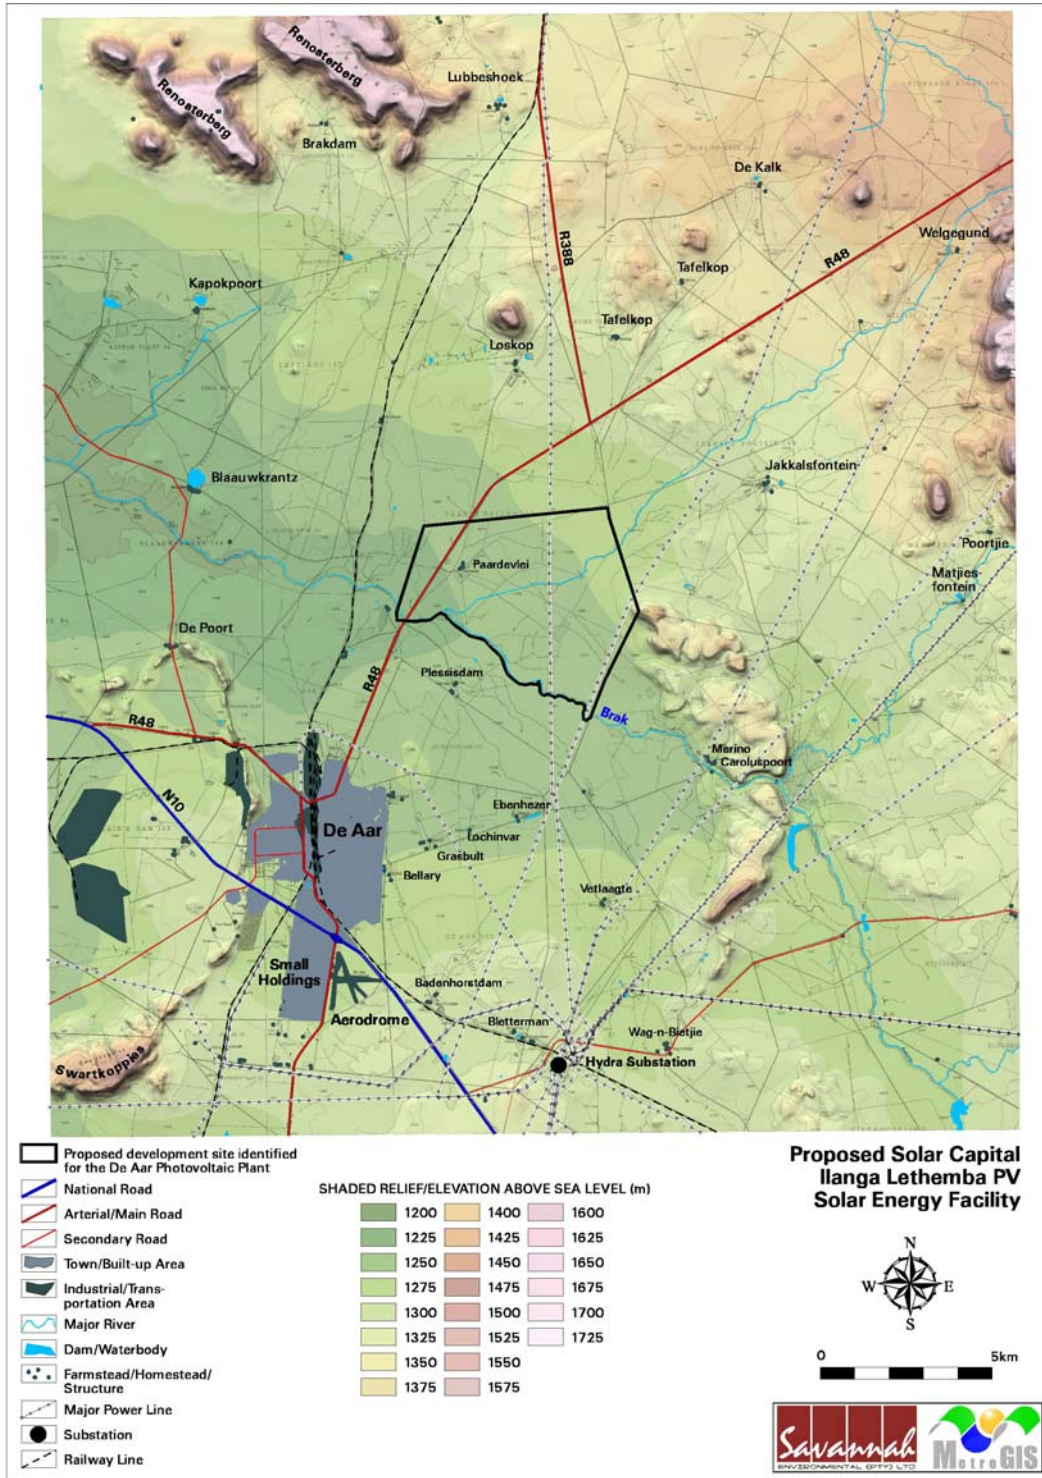 Renosterberg
Renosterberg
Lubbeshoek
Brakdam
De Kalk
R388
Welgegund
R48
Tafelkop
Kapokpoort
Tafelkop
Loskop
Jakkalsfontein
Blaauwkrantz
Poortjie
Paardevlei
Matjies-
fontein
De Poort
Plessisdam
R48
Brak
R48
Merino
Caroluspoort
N10
Ebenhezer
De Aar
Lochinvar
Grasbult
Bellary
Vetlaagte
Small
Holdings
Badenhorstdam
Aerodrome
Bletterman
Wag-n-Bietjie
Hydra Substation
Swartkoppies
Proposed development site identified
for the De Aar Photovoltaic Plant
National Road
Arterial/Main Road
Secondary Road
Town/Built-up Area
Industrial/Trans-
portation Area
Major River
Dam/Waterbody
Farmstead/Homestead/
Structure
Major Power Line
Substation
Railway Line
SHADED RELIEF/ELEVATION ABOVE SEA LEVEL (m)
1200 1400 1600
1225 1425 1625
1250 1450 1650
1275 1475 1675
1300 1500 1700
1325 1525 1725
1350 1550
1375 1575
Proposed Solar Capital
Ilanga Lethemba PV
Solar Energy Facility
N
W E
S
0 5km
Savannah
ENVIRONMENTAL (PTY) LTD
MetroGIS